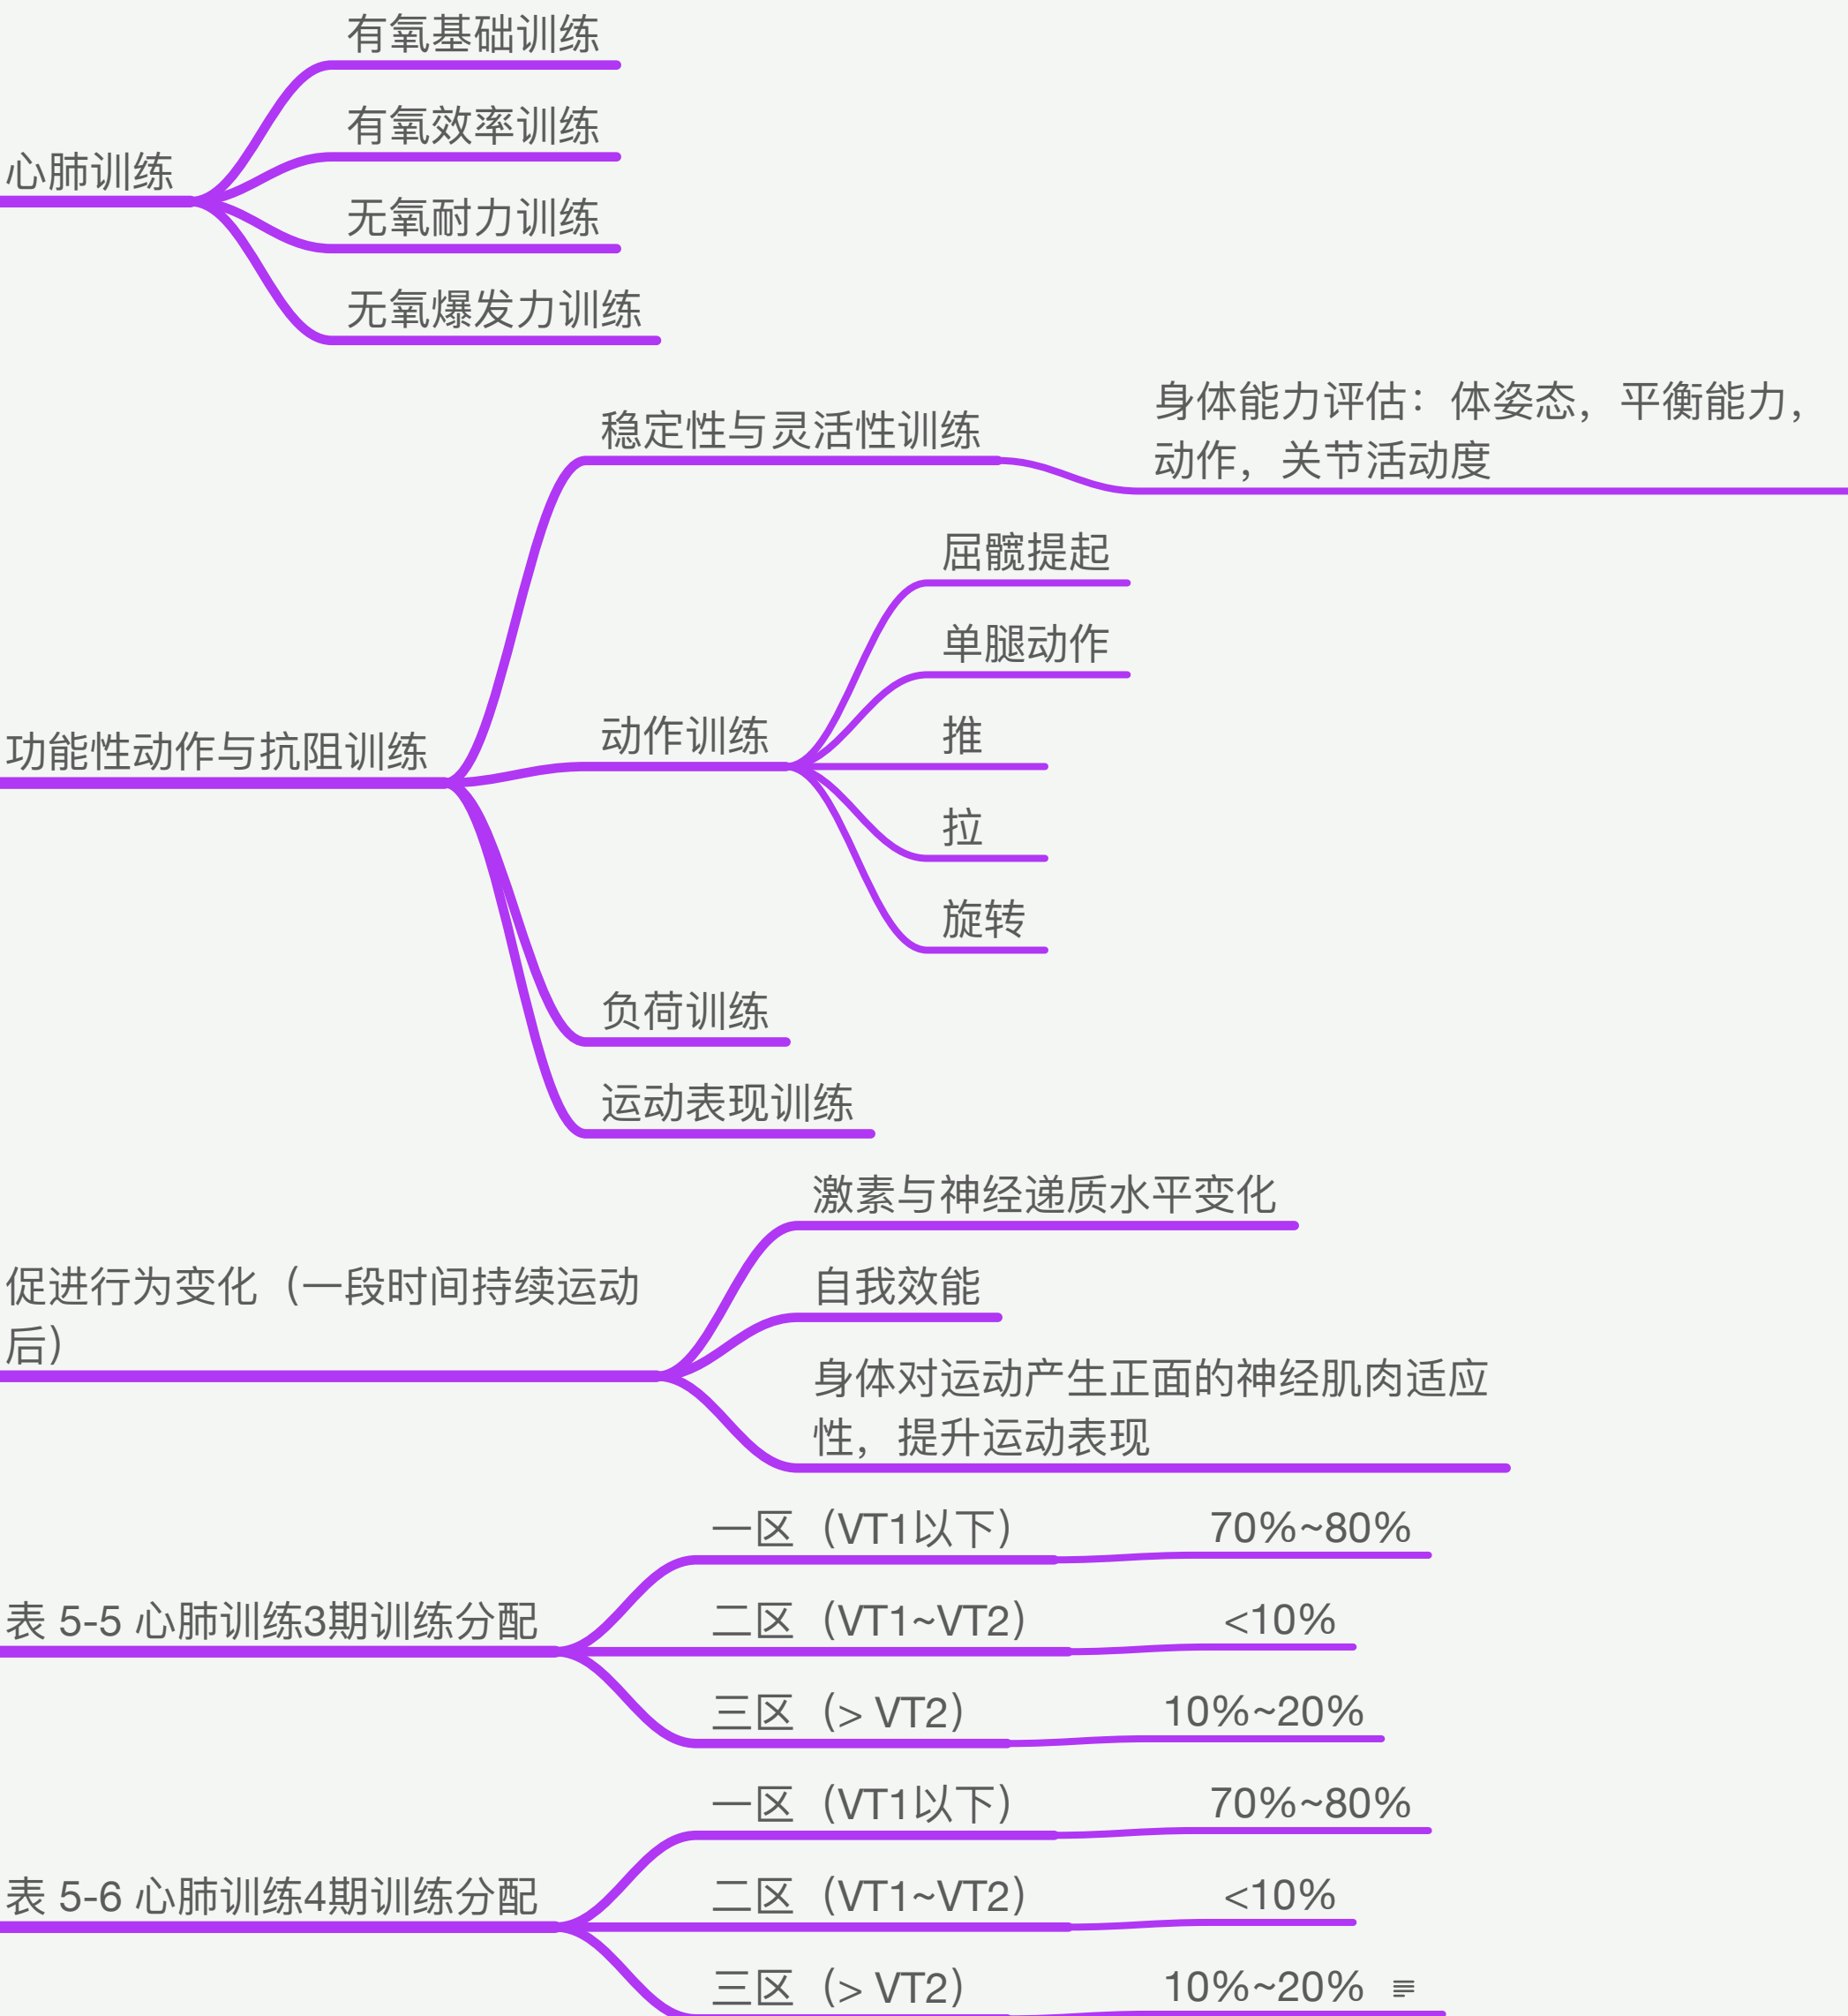 有氧基础训练
有氧效率训练
心肺训练
无氧耐力训练
无氧爆发力训练
身体能力评估：体姿态，平衡能力，
动作，关节活动度
稳定性与灵活性训练
屈髋提起
单腿动作
功能性动作与抗阻训练
动作训练
推
拉
旋转
负荷训练
运动表现训练
激素与神经递质水平变化
促进行为变化（一段时间持续运动
后）
自我效能
身体对运动产生正面的神经肌肉适应
性，提升运动表现
一区（VT1以下）
70%~80%
表 5-5 心肺训练3期训练分配
二区（VT1~VT2）
<10%
三区（> VT2）
10%~20%
一区（VT1以下）
70%~80%
表 5-6 心肺训练4期训练分配
二区（VT1~VT2）
<10%
三区（> VT2）
10%~20%